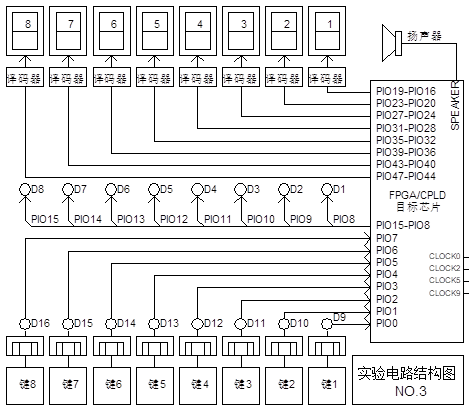 8 7 6 5 4 3 2 1
扬声器
译码器 译码器 译码器 译码器 译码器 译码器 译码器 译码器
SPEAKER
PIO19-PIO16
PIO23-PIO20
PIO27-PIO24
PIO31-PIO28
PIO35-PIO32
PIO39-PIO36
PIO43-PIO40
PIO47-PIO44
D8 D7 D6 D5 D4 D3 D2 D1
FPGA/CPLD
目标芯片
PIO15 PIO14 PIO13 PIO12 PIO11 PIO10 PIO9 PIO8
PIO15-PIO8
PIO7
PIO6
PIO5
PIO4
PIO3
PIO2
PIO1
PIO0
CLOCK0
CLOCK2
CLOCK5
CLOCK9
D16 D15 D14 D13 D12 D11 D10 D9
键8 键7 键6 键5 键4 键3 键2 键1
实验电路结构图
NO.3